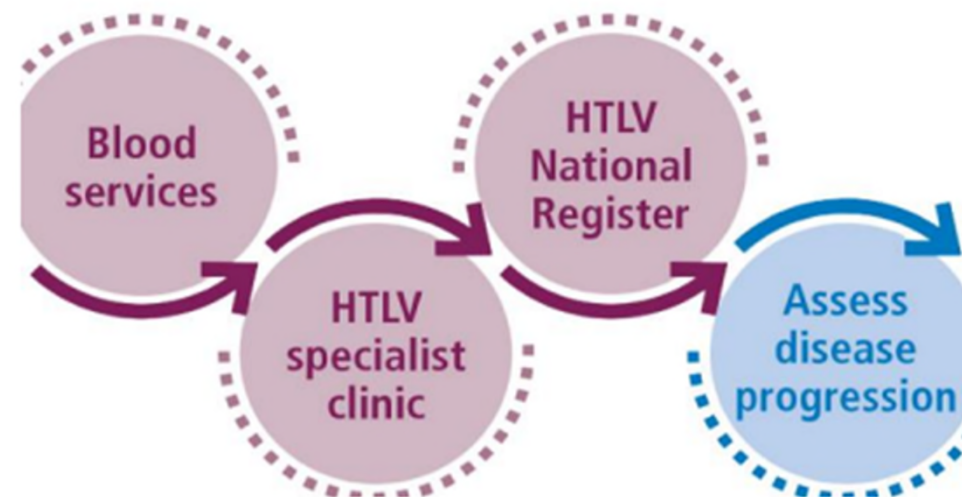 Blood
services
HTLV
specialist
clinic
HTLV
National
Register
Assess
disease
progression